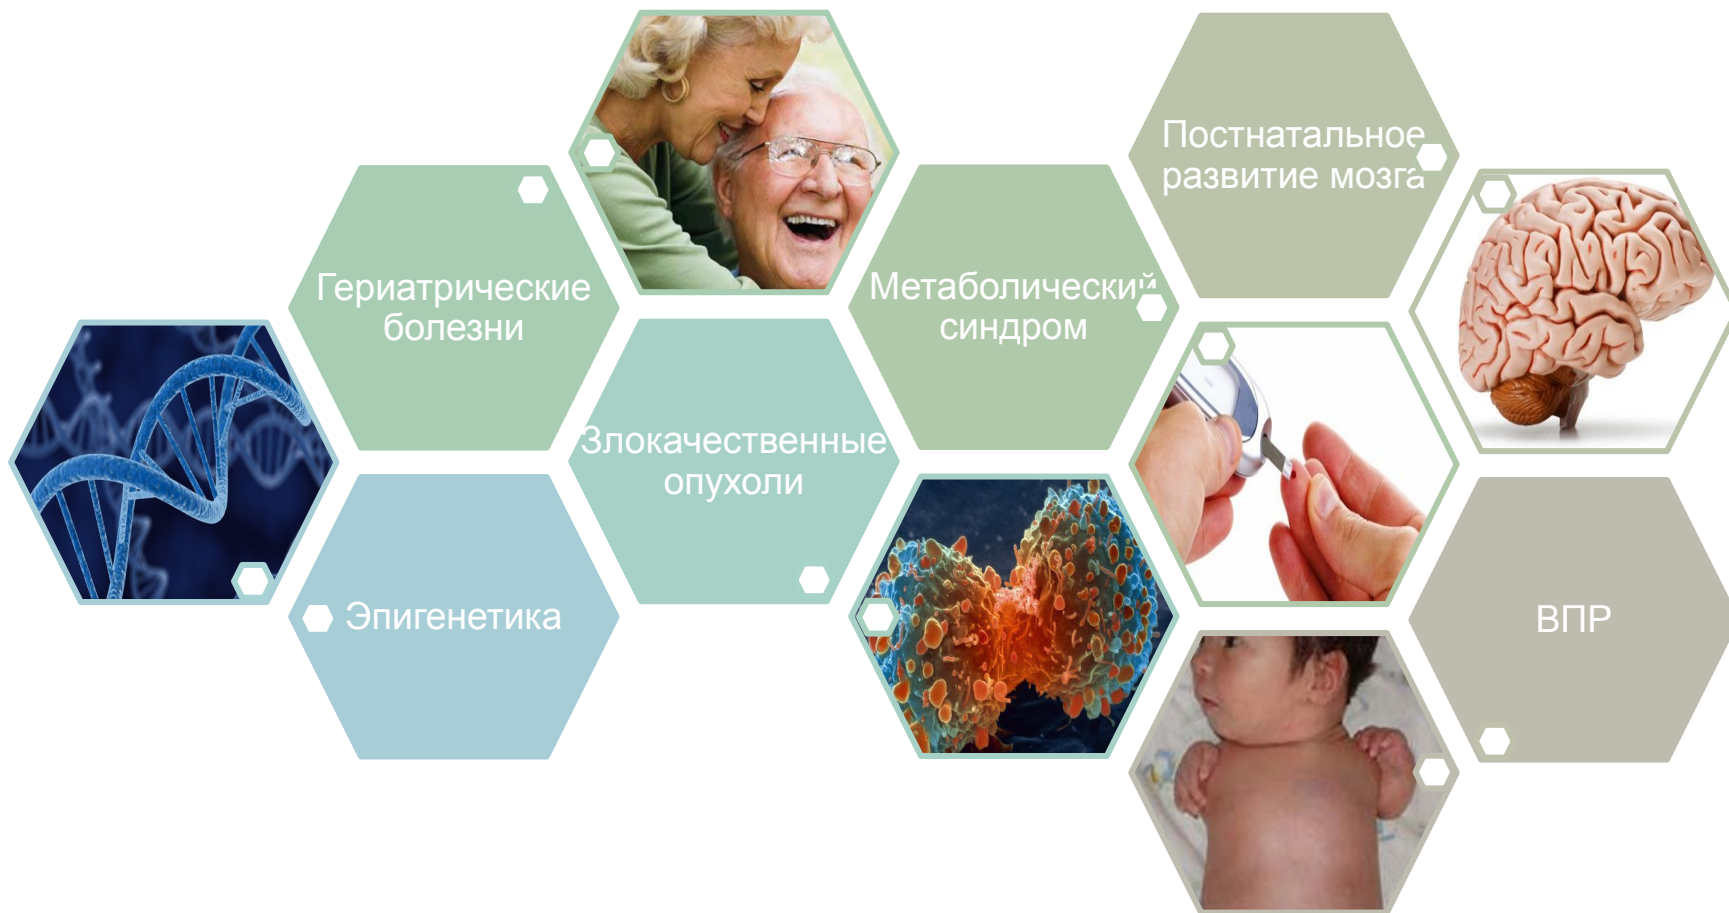 Постнатальное
развитие мозга
Гериатрические
болезни
Метаболический
синдром
Злокачественные
опухоли
Эпигенетика
ВПР